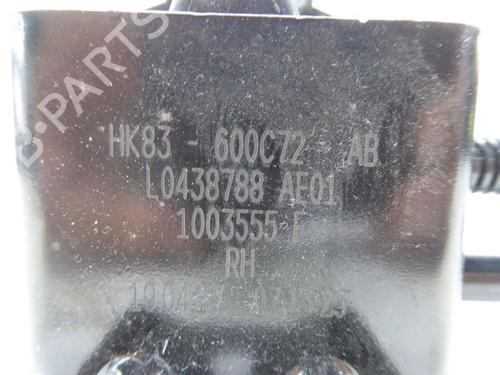 B-PARTS
HK83 - 600C72 - AB
L0438788 AE01
1003555 F
RH